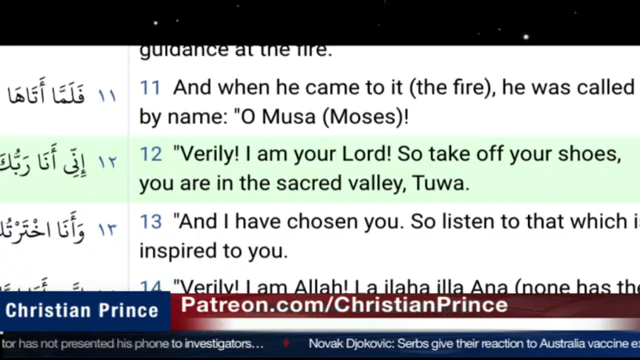 guidance at the fire.
فَلَمَّا أَتَاهَا ١١
11 And when he came to it (the fire), he was called
by name: "O Musa (Moses)!
إِنِّي أَنَا رَبُّكَ ١٢
12 "Verily! I am your Lord! So take off your shoes,
you are in the sacred valley, Tuwa.
وَأَنَا اخْتَرْتُكَ ١٣
13 "And I have chosen you. So listen to that which is
inspired to you.
14 "Verily! I am Allah! La ilaha illa Ana (none has the
Christian Prince
Patreon.com/ChristianPrince
tor has not presented his phone to investigators... Novak Djokovic: Serbs give their reaction to Australia vaccine e